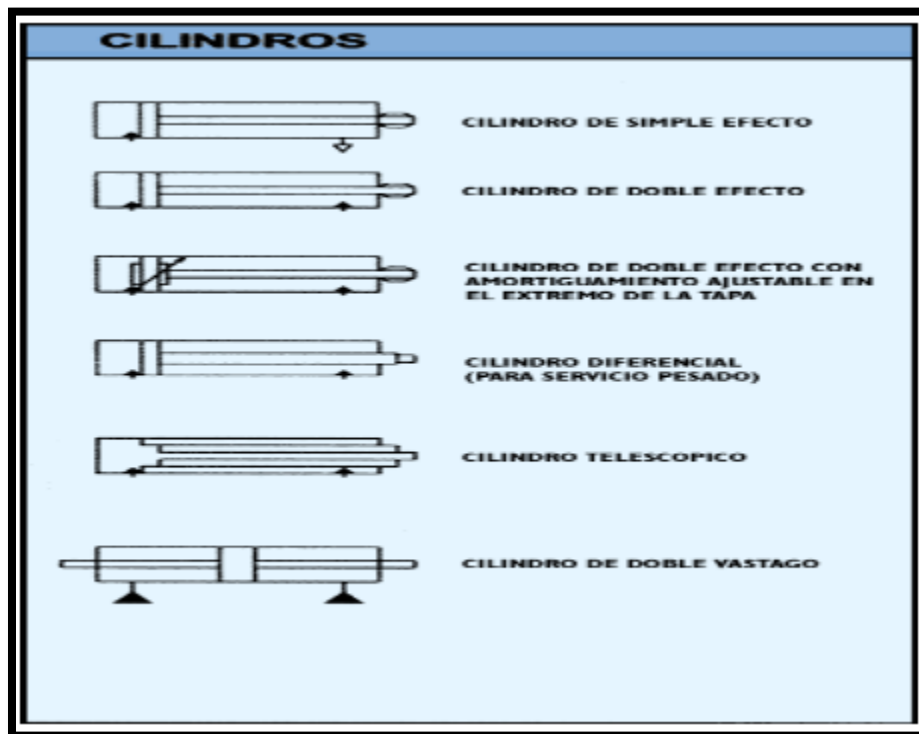 CILINDROS
CILINDRO DE SIMPLE EFECTO
CILINDRO DE DOBLE EFECTO
CILINDRO DE DOBLE EFECTO CON
AMORTIGUAMIENTO AJUSTABLE EN
EL EXTREMO DE LA TAPA
CILINDRO DIFERENCIAL
(PARA SERVICIO PESADO)
CILINDRO TELESCOPICO
CILINDRO DE DOBLE VASTAGO